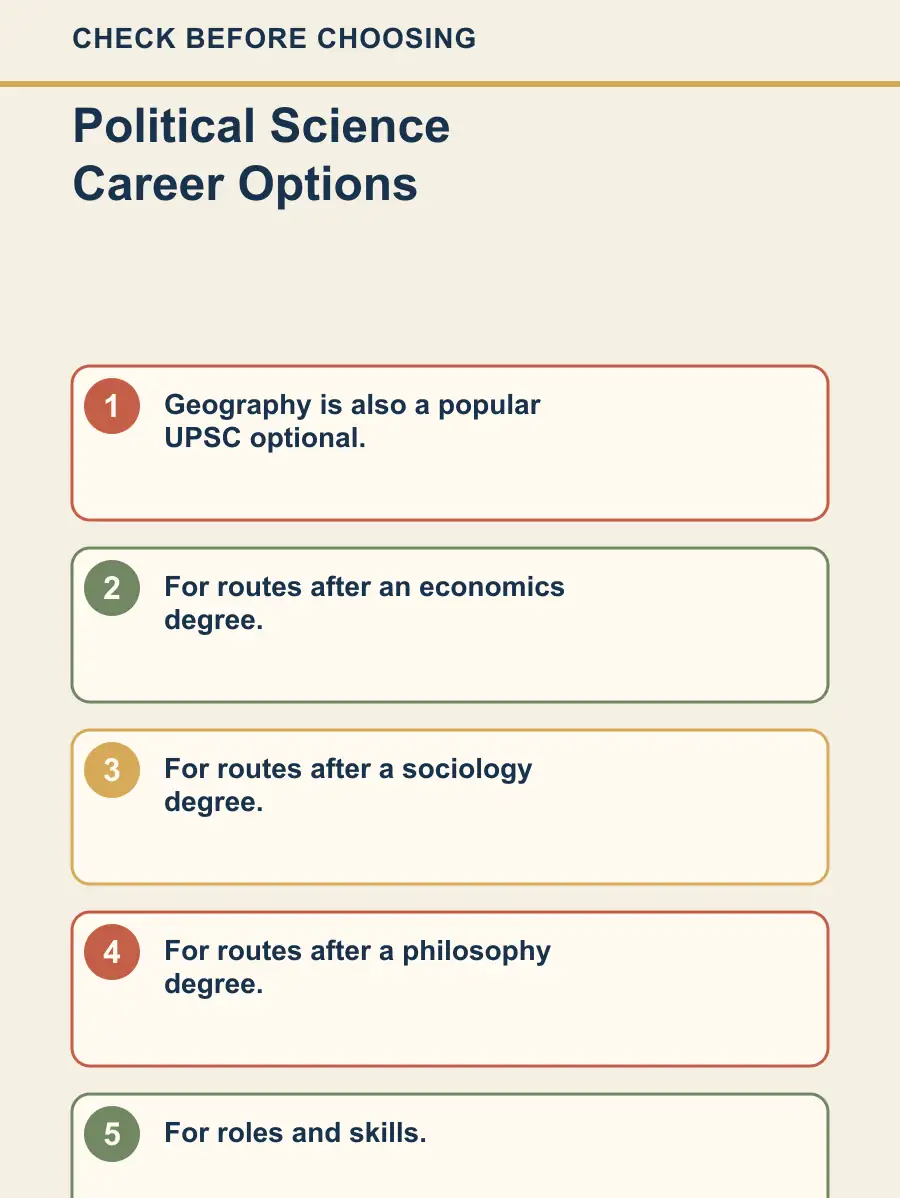 CHECK BEFORE CHOOSING
Political Science
Career Options
1
Geography is also a popular
UPSC optional.
2
For routes after an economics
degree.
3
For routes after a sociology
degree.
4
For routes after a philosophy
degree.
5
For roles and skills.